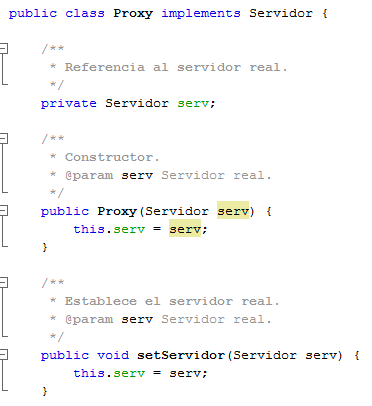 public class Proxy implements Servidor {
/**
* Referencia al servidor real.
*/
private Servidor serv;
/**
* Constructor.
* @param serv Servidor real.
*/
public Proxy(Servidor serv) {
this.serv = serv;
}
/**
* Establece el servidor real.
* @param serv Servidor real.
*/
public void setServidor(Servidor serv) {
this.serv = serv;
}